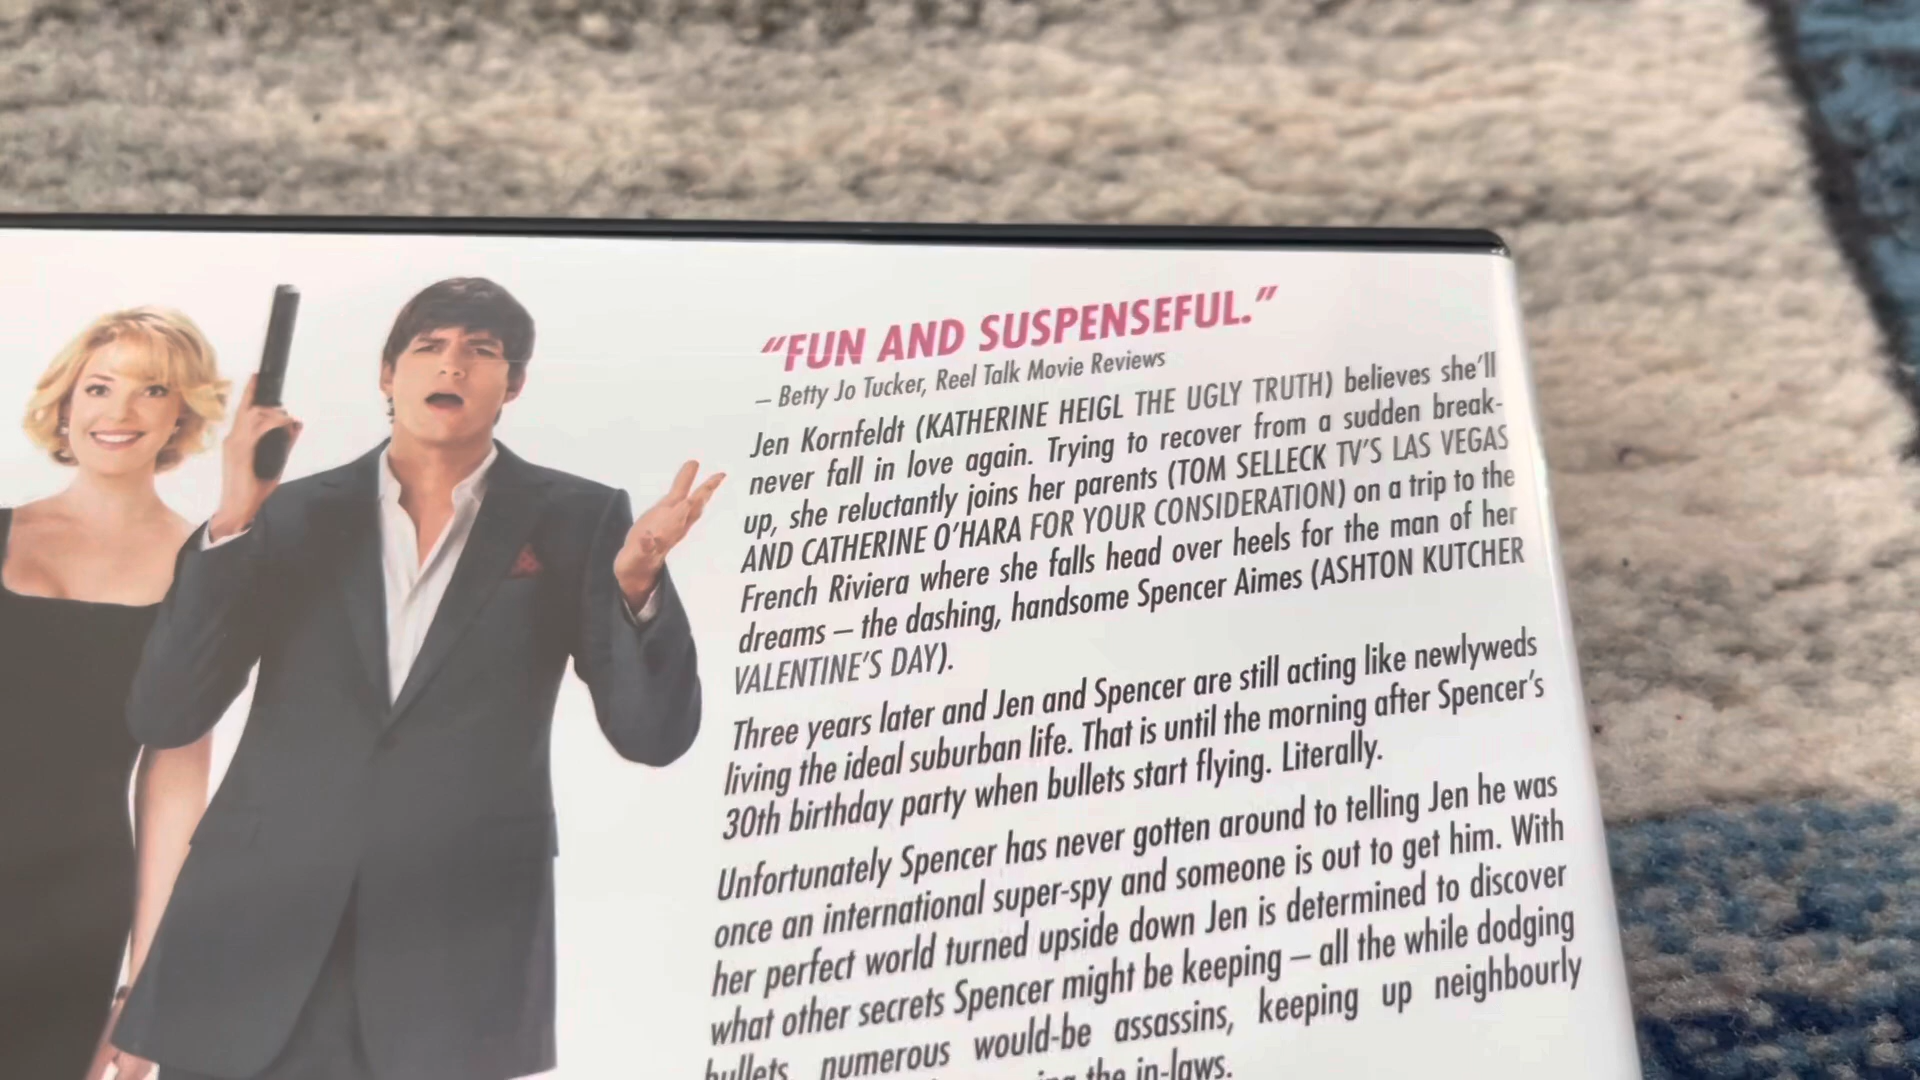 “FUN AND SUSPENSEFUL.”
– Betty Jo Tucker, Reel Talk Movie Reviews
Jen Kornfeldt (KATHERINE HEIGL THE UGLY TRUTH) believes she’ll
never fall in love again. Trying to recover from a sudden break-
up, she reluctantly joins her parents (TOM SELLECK TV’S LAS VEGAS
AND CATHERINE O’HARA FOR YOUR CONSIDERATION) on a trip to the
French Riviera where she falls head over heels for the man of her
dreams – the dashing, handsome Spencer Aimes (ASHTON KUTCHER
VALENTINE’S DAY).
Three years later and Jen and Spencer are still acting like newlyweds
living the ideal suburban life. That is until the morning after Spencer’s
30th birthday party when bullets start flying. Literally.
Unfortunately Spencer has never gotten around to telling Jen he was
once an international super-spy and someone is out to get him. With
her perfect world turned upside down Jen is determined to discover
what other secrets Spencer might be keeping – all the while dodging
bullets, numerous would-be assassins, keeping up neighbourly
the in-laws.